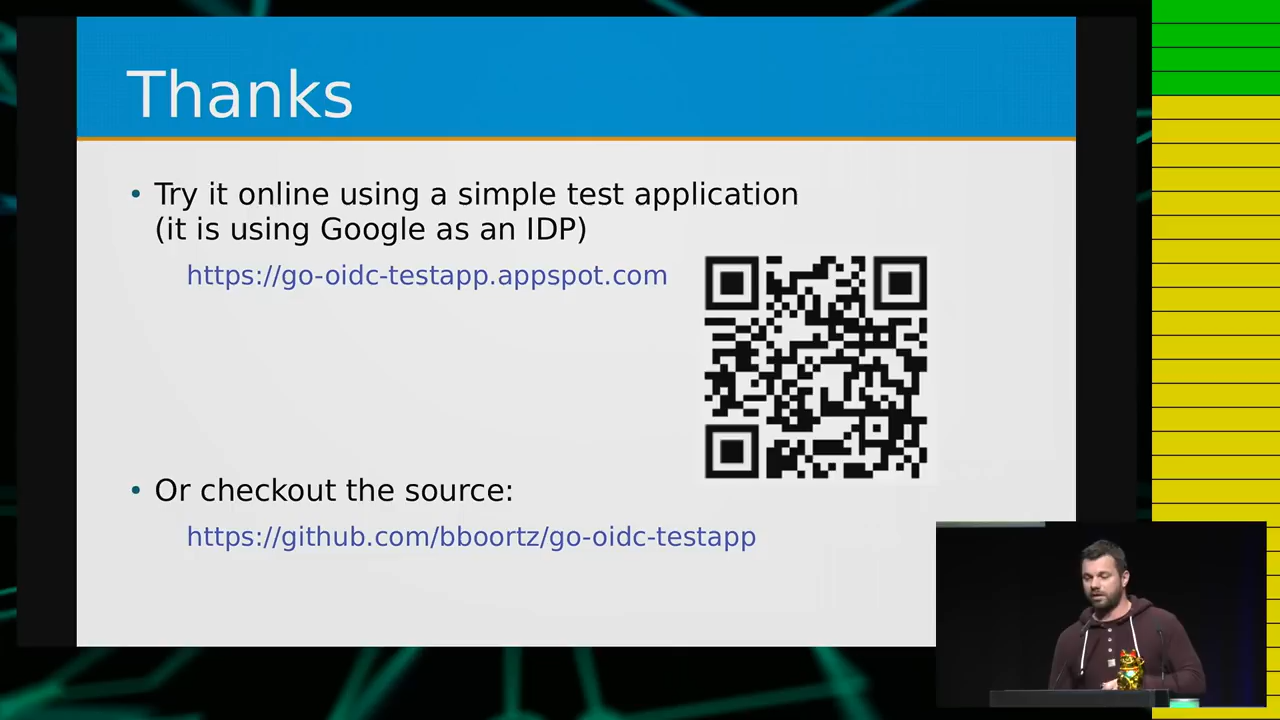 Thanks
• Try it online using a simple test application
(it is using Google as an IDP)
https://go-oidc-testapp.appspot.com
• Or checkout the source:
https://github.com/bboortz/go-oidc-testapp